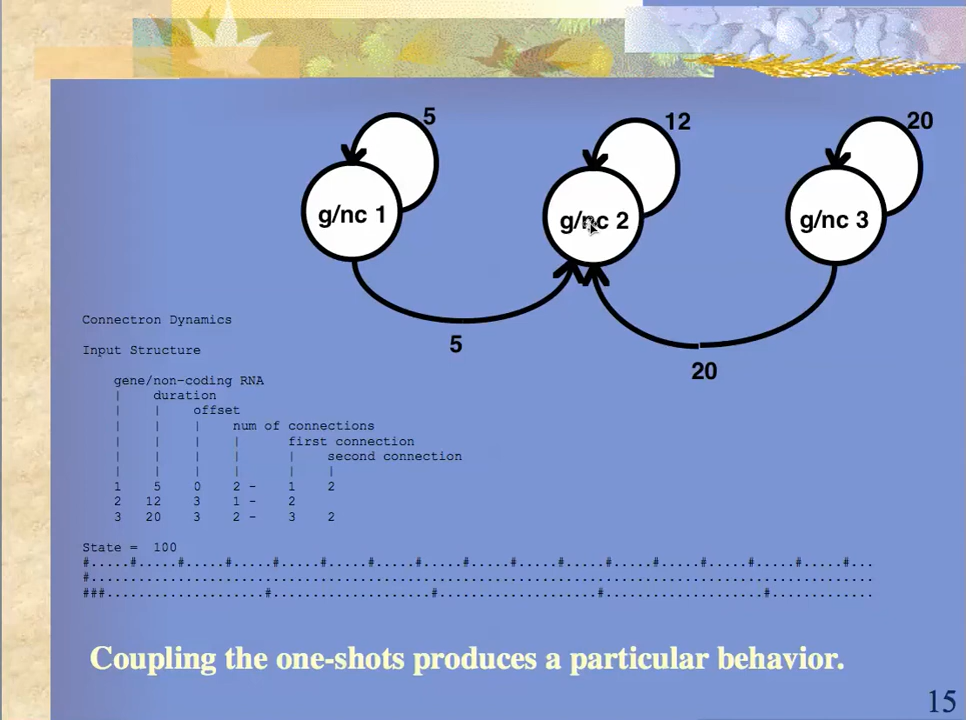 5
12
20
g/nc 1
g/nc 2
g/nc 3
5
20
Connectron Dynamics
Input Structure
gene/non-coding RNA
| duration
| | offset
| | | num of connections
| | | | first connection
| | | | | second connection
| | | | | |
1 5 0 2 - 1 2
2 12 3 1 - 2
3 20 3 2 - 3 2
State = 100
#.....#.....#.....#.....#.....#.....#.....#.....#.....#.....#.....#.....#.....#.....#.....#.....#...
#...................................................................................................
###....................#....................#....................#....................#.............
Coupling the one-shots produces a particular behavior.
15